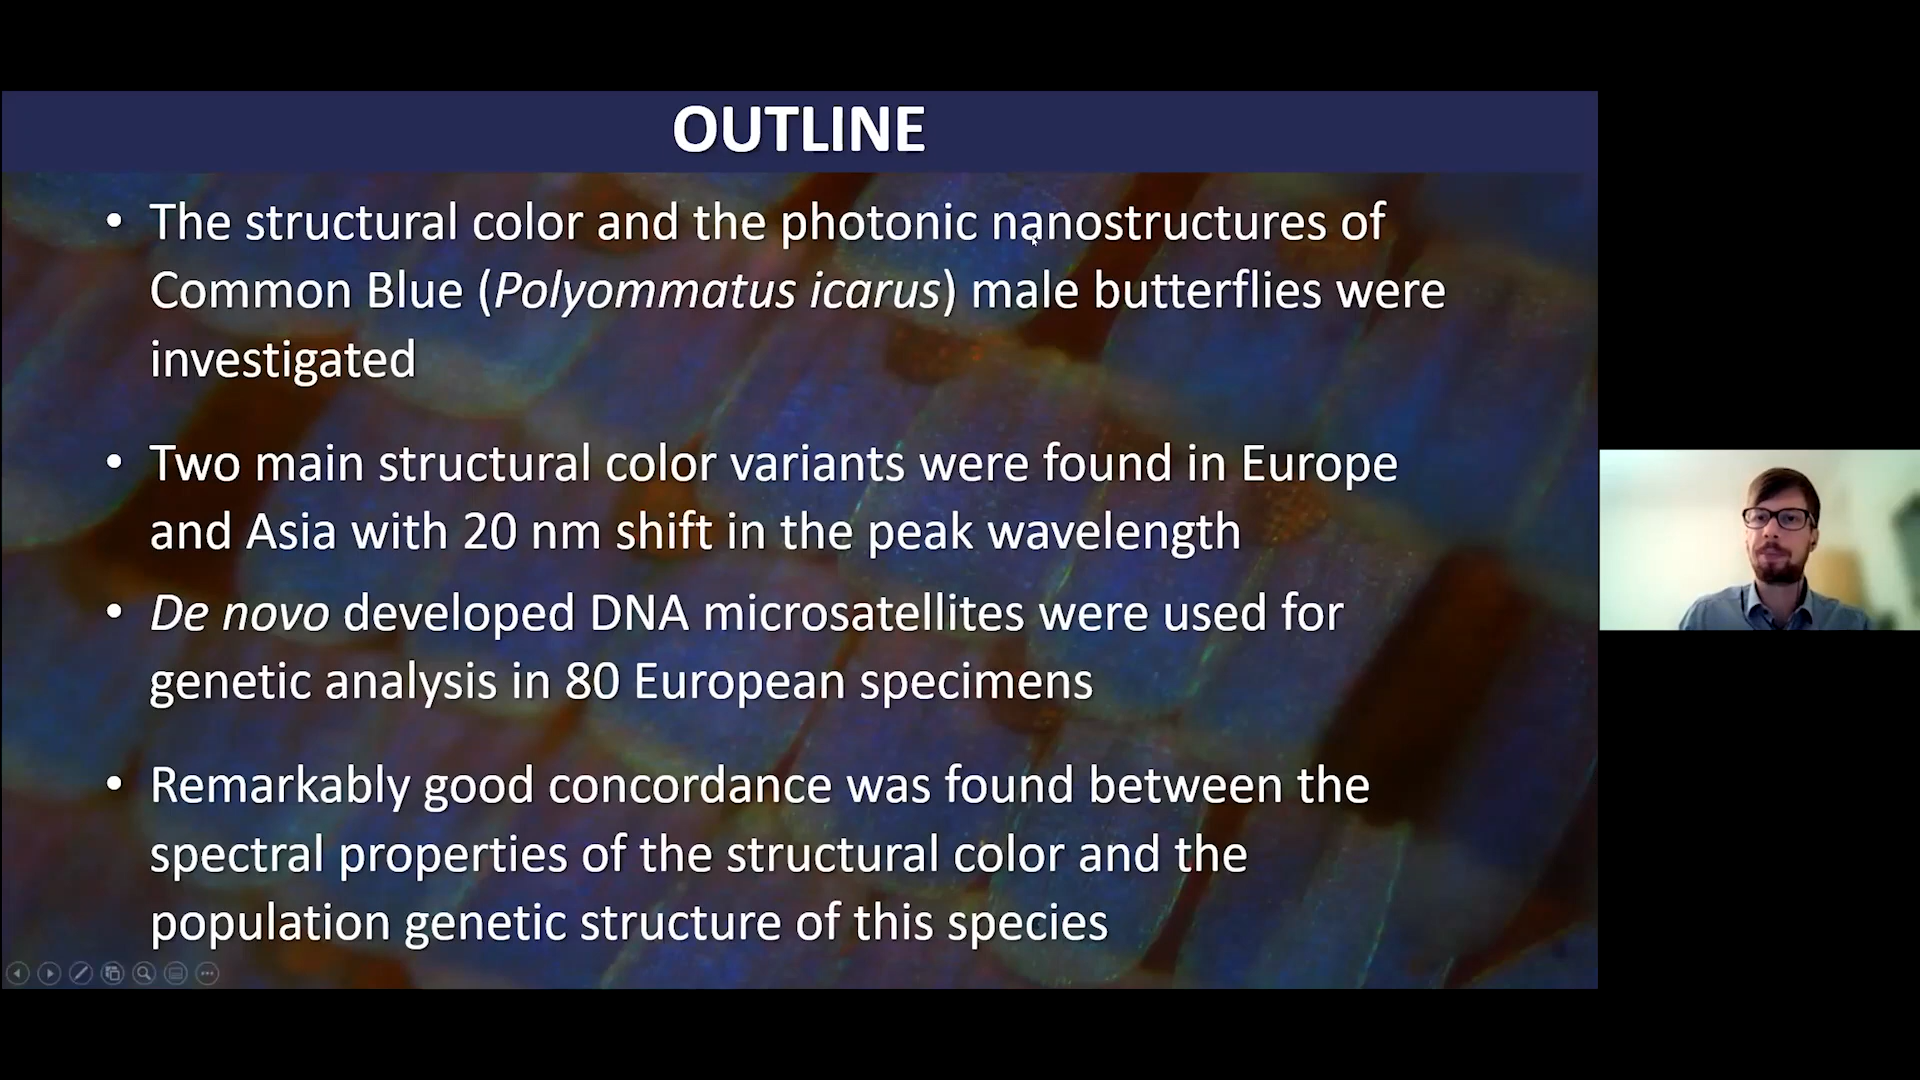 OUTLINE
• The structural color and the photonic nanostructures of
Common Blue (Polyommatus icarus) male butterflies were
investigated
• Two main structural color variants were found in Europe
and Asia with 20 nm shift in the peak wavelength
• De novo developed DNA microsatellites were used for
genetic analysis in 80 European specimens
• Remarkably good concordance was found between the
spectral properties of the structural color and the
population genetic structure of this species